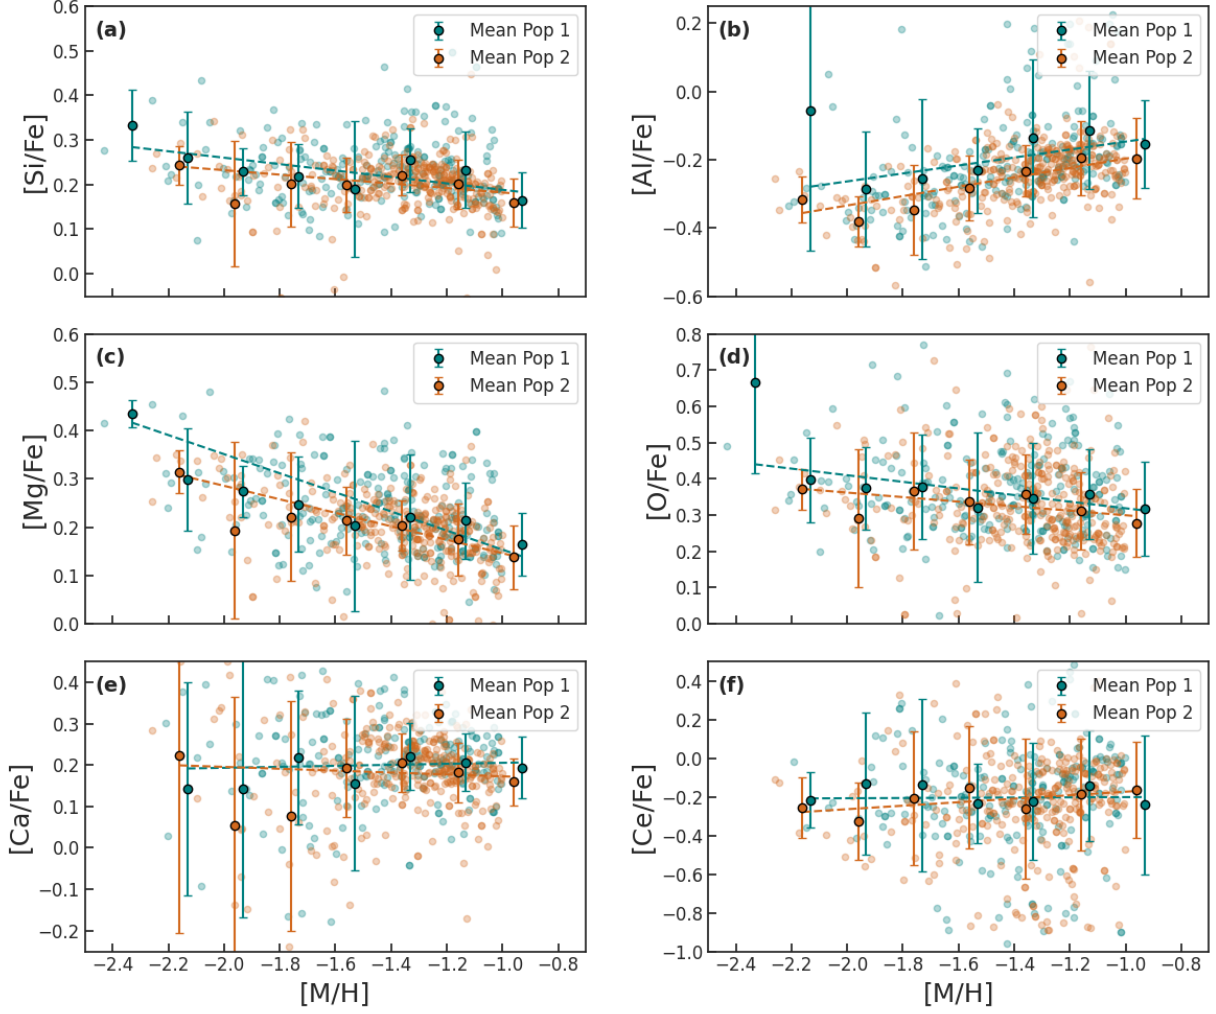 (a)
Mean Pop 1
Mean Pop 2
[Si/Fe]
0.6
0.5
0.4
0.3
0.2
0.1
0.0
(b)
Mean Pop 1
Mean Pop 2
[Al/Fe]
0.2
0.0
−0.2
−0.4
−0.6
(c)
Mean Pop 1
Mean Pop 2
[Mg/Fe]
0.6
0.5
0.4
0.3
0.2
0.1
0.0
(d)
Mean Pop 1
Mean Pop 2
[O/Fe]
0.8
0.7
0.6
0.5
0.4
0.3
0.2
0.1
0.0
(e)
Mean Pop 1
Mean Pop 2
[Ca/Fe]
0.4
0.3
0.2
0.1
0.0
−0.1
−0.2
−2.4 −2.2 −2.0 −1.8 −1.6 −1.4 −1.2 −1.0 −0.8
[M/H]
(f)
Mean Pop 1
Mean Pop 2
[Ce/Fe]
0.4
0.2
−0.0
−0.2
−0.4
−0.6
−0.8
−1.0
−2.4 −2.2 −2.0 −1.8 −1.6 −1.4 −1.2 −1.0 −0.8
[M/H]